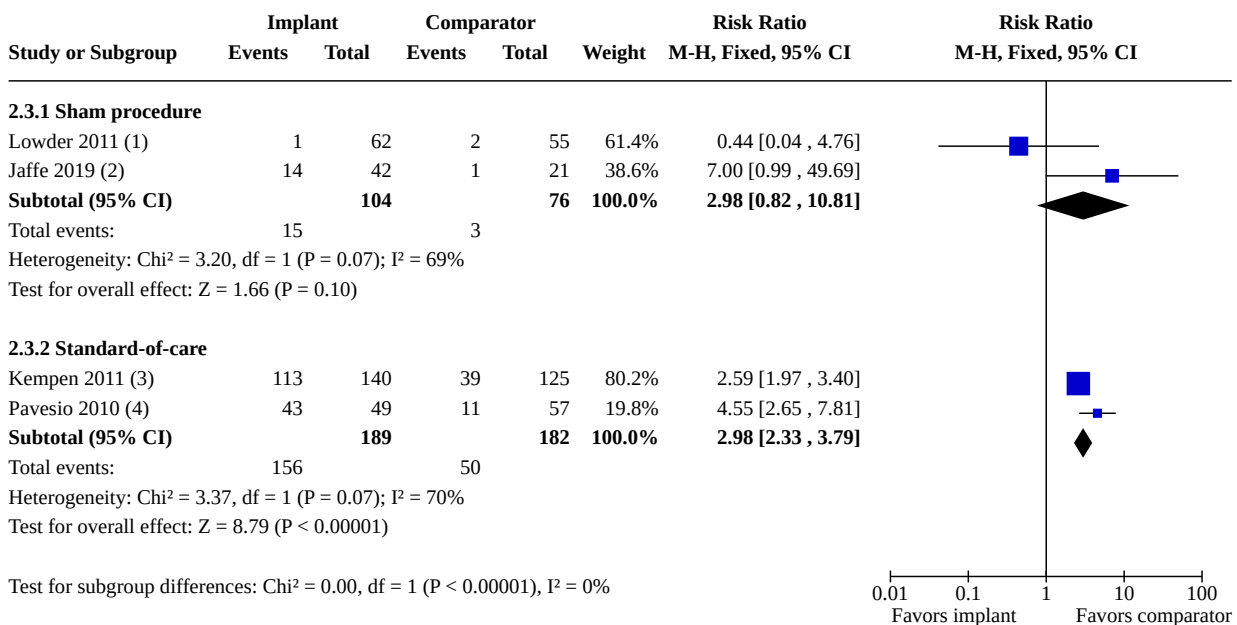 Implant Comparator Risk Ratio Risk Ratio
Study or Subgroup Events Total Events Total Weight M-H, Fixed, 95% CI M-H, Fixed, 95% CI
2.3.1 Sham procedure
Lowder 2011 (1) 1 62 2 55 61.4% 0.44 [0.04 , 4.76]
Jaffe 2019 (2) 14 42 1 21 38.6% 7.00 [0.99 , 49.69]
Subtotal (95% CI) 104 76 100.0% 2.98 [0.82 , 10.81]
Total events: 15 3
Heterogeneity: Chi² = 3.20, df = 1 (P = 0.07); I² = 69%
Test for overall effect: Z = 1.66 (P = 0.10)
2.3.2 Standard-of-care
Kempen 2011 (3) 113 140 39 125 80.2% 2.59 [1.97 , 3.40]
Pavesio 2010 (4) 43 49 11 57 19.8% 4.55 [2.65 , 7.81]
Subtotal (95% CI) 189 182 100.0% 2.98 [2.33 , 3.79]
Total events: 156 50
Heterogeneity: Chi² = 3.37, df = 1 (P = 0.07); I² = 70%
Test for overall effect: Z = 8.79 (P < 0.00001)
Test for subgroup differences: Chi² = 0.00, df = 1 (P < 0.00001), I² = 0%
0.01 0.1 1 10 100
Favors implant Favors comparator